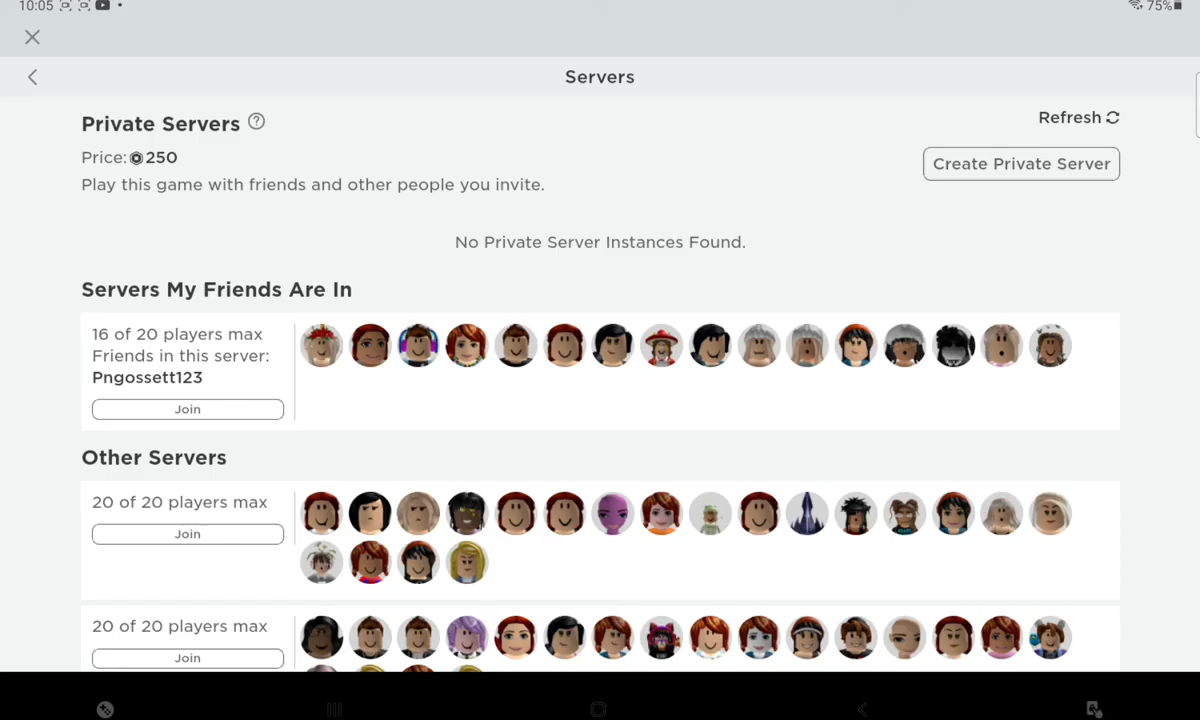 10:05
75%
Servers
Private Servers
Refresh
Price: 250
Create Private Server
Play this game with friends and other people you invite.
No Private Server Instances Found.
Servers My Friends Are In
16 of 20 players max
Friends in this server:
Pngossett123
Join
Other Servers
20 of 20 players max
Join
20 of 20 players max
Join